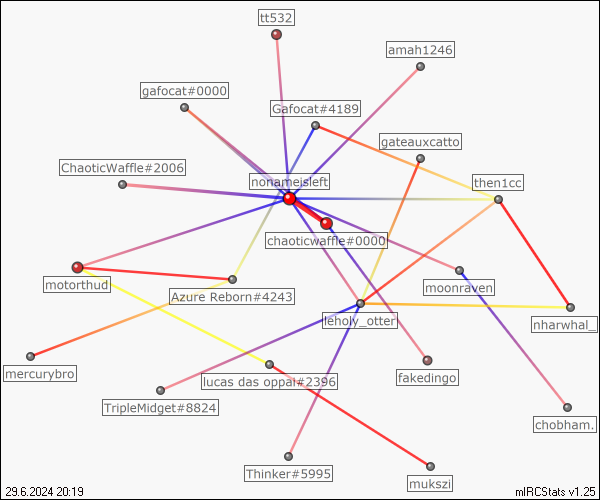 tt532
amah1246
gafocat#0000
Gafocat#4189
gateauxcatto
ChaoticWaffle#2006
nonameisleft
then1cc
chaoticwaffle#0000
motorthud
Azure Reborn#4243
moonraven
leholy_otter
nharwhal_
mercurybro
lucas das oppai#2396
fakedingo
TripleMidget#8824
chobham.
Thinker#5995
mukszi
29.6.2024 20:19
mIRCStats v1.25